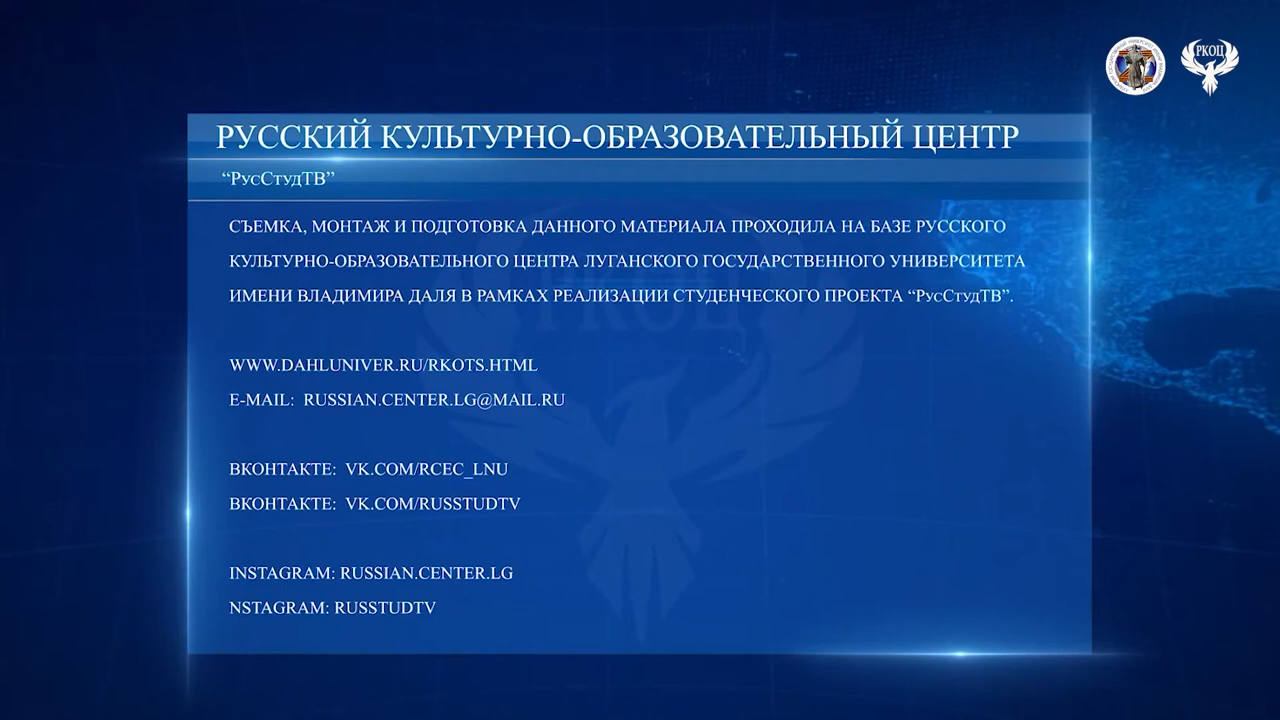 РКОЦ
РУССКИЙ КУЛЬТУРНО-ОБРАЗОВАТЕЛЬНЫЙ ЦЕНТР
“РусСтудТВ”
СЪЕМКА, МОНТАЖ И ПОДГОТОВКА ДАННОГО МАТЕРИАЛА ПРОХОДИЛА НА БАЗЕ РУССКОГО
КУЛЬТУРНО-ОБРАЗОВАТЕЛЬНОГО ЦЕНТРА ЛУГАНСКОГО ГОСУДАРСТВЕННОГО УНИВЕРСИТЕТА
ИМЕНИ ВЛАДИМИРА ДАЛЯ В РАМКАХ РЕАЛИЗАЦИИ СТУДЕНЧЕСКОГО ПРОЕКТА “РусСтудТВ”.
РКОЦ
WWW.DAHLUNIVER.RU/RKOTS.HTML
E-MAIL: RUSSIAN.CENTER.LG@MAIL.RU
ВКОНТАКТЕ: VK.COM/RCEC_LNU
ВКОНТАКТЕ: VK.COM/RUSSTUDTV
INSTAGRAM: RUSSIAN.CENTER.LG
NSTAGRAM: RUSSTUDTV